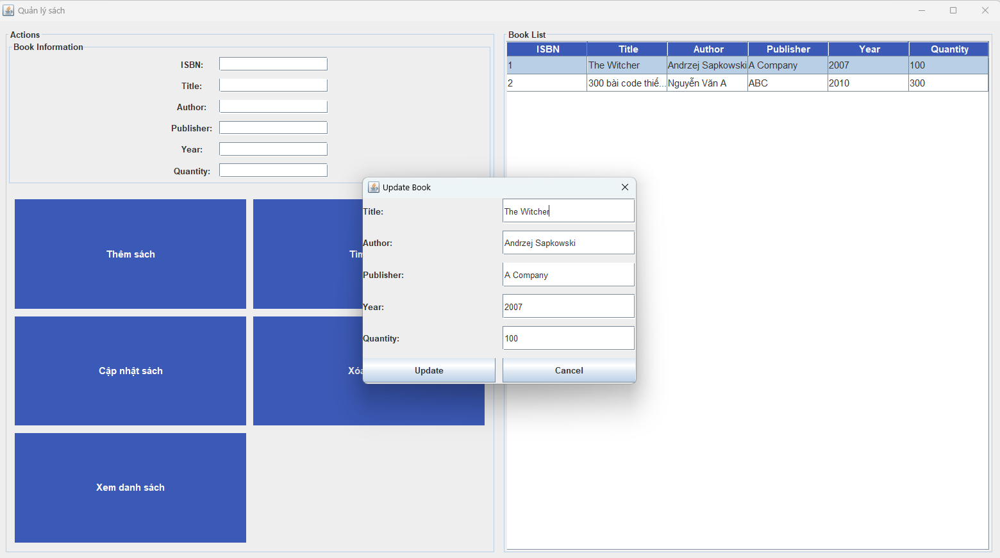 Quản lý sách
Actions
Book Information
ISBN:
Title:
Author:
Publisher:
Year:
Quantity:
Thêm sách
Cập nhật sách
Xem danh sách
Book List
ISBN Title Author Publisher Year Quantity
1 The Witcher Andrzej Sapkowski A Company 2007 100
2 300 bài code thiế... Nguyễn Văn A ABC 2010 300
Update Book
Title: The Witcher
Author: Andrzej Sapkowski
Publisher: A Company
Year: 2007
Quantity: 100
Update Cancel